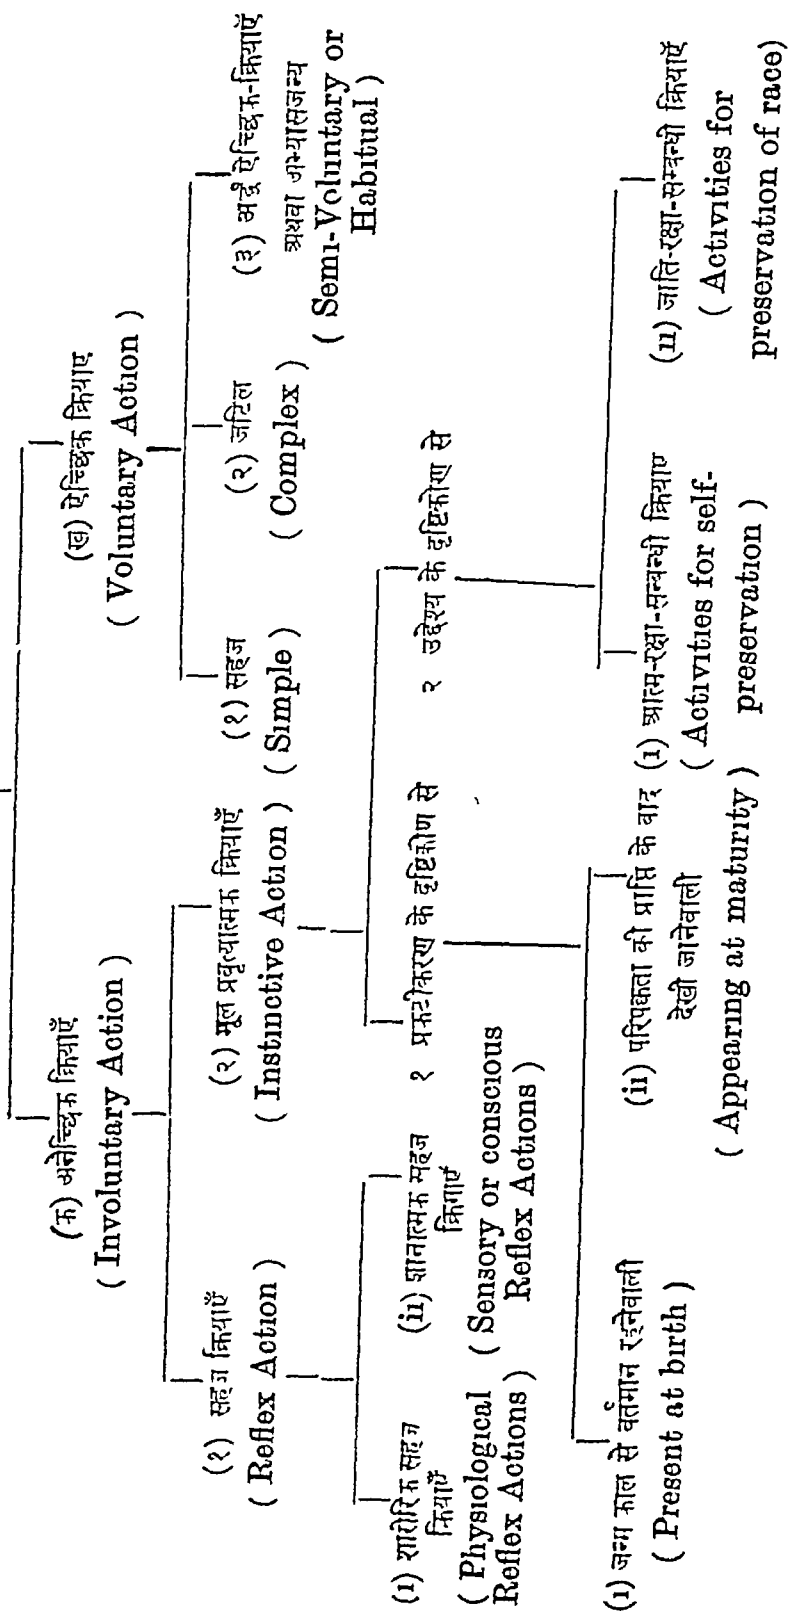 (क) अनैच्छिक क्रियाएँ
( Involuntary Action )
(ख) ऐच्छिक क्रियाए
( Voluntary Action )
(१) सहज क्रियाएँ
( Reflex Action )
(२) मूल प्रवृत्यात्मक क्रियाएँ
( Instinctive Action )
(१) सहज
( Simple )
(२) जटिल
( Complex )
(३) अर्द्ध ऐच्छिक-क्रियाएँ
अथवा अभ्यासजन्य
( Semi-Voluntary or
Habitual )
(i) शारीरिक सहज
क्रियाएँ
( Physiological
Reflex Actions )
(ii) ज्ञानात्मक सहज
क्रियाएँ
( Sensory or conscious
Reflex Actions )
१ प्रकटीकरण के दृष्टिकोण से
२ उद्देश्य के दृष्टिकोण से
(i) जन्म काल से वर्तमान रहनेवाली
( Present at birth )
(ii) परिपक्वता की प्राप्ति के बाद
देखी जानेवाली
( Appearing at maturity )
(i) आत्म-रक्षा-सम्बन्धी क्रियाए
( Activities for self-
preservation )
(ii) जाति-रक्षा-सम्बन्धी क्रियाएँ
( Activities for
preservation of race)